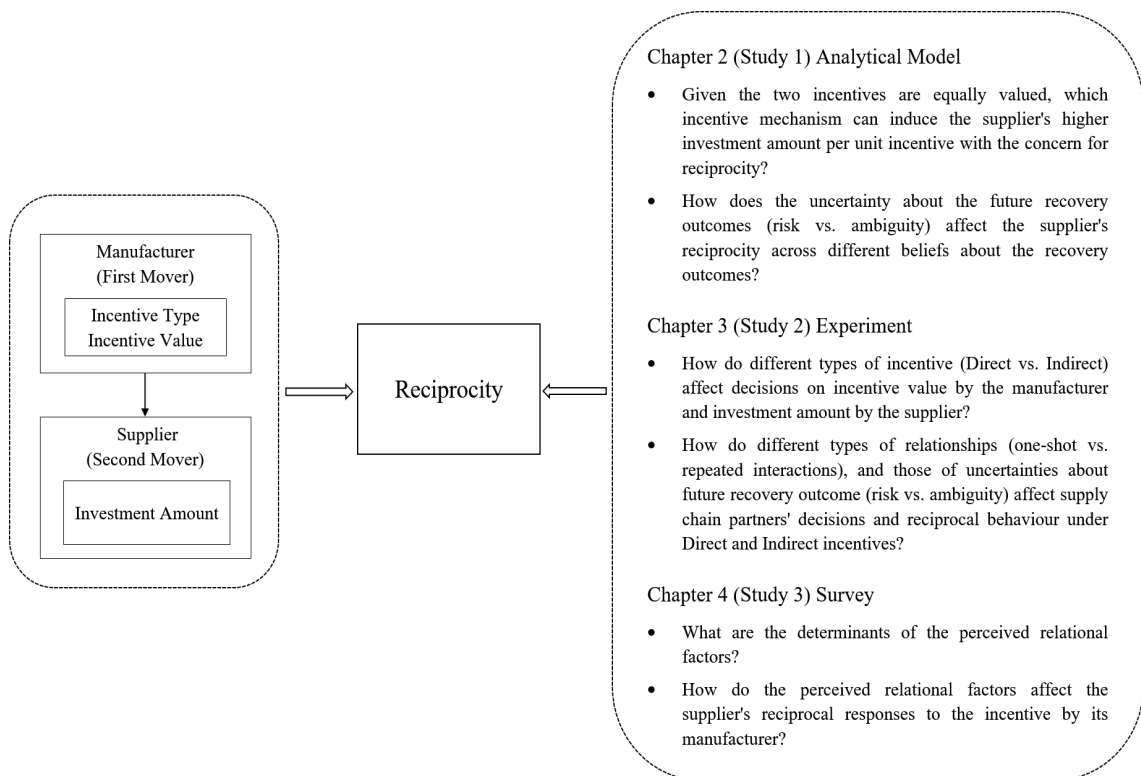 Manufacturer
(First Mover)
Incentive Type
Incentive Value
Supplier
(Second Mover)
Investment Amount
Reciprocity
Chapter 2 (Study 1) Analytical Model
• Given the two incentives are equally valued, which
incentive mechanism can induce the supplier's higher
investment amount per unit incentive with the concern for
reciprocity?
• How does the uncertainty about the future recovery
outcomes (risk vs. ambiguity) affect the supplier's
reciprocity across different beliefs about the recovery
outcomes?
Chapter 3 (Study 2) Experiment
• How do different types of incentive (Direct vs. Indirect)
affect decisions on incentive value by the manufacturer
and investment amount by the supplier?
• How do different types of relationships (one-shot vs.
repeated interactions), and those of uncertainties about
future recovery outcome (risk vs. ambiguity) affect supply
chain partners' decisions and reciprocal behaviour under
Direct and Indirect incentives?
Chapter 4 (Study 3) Survey
• What are the determinants of the perceived relational
factors?
• How do the perceived relational factors affect the
supplier's reciprocal responses to the incentive by its
manufacturer?